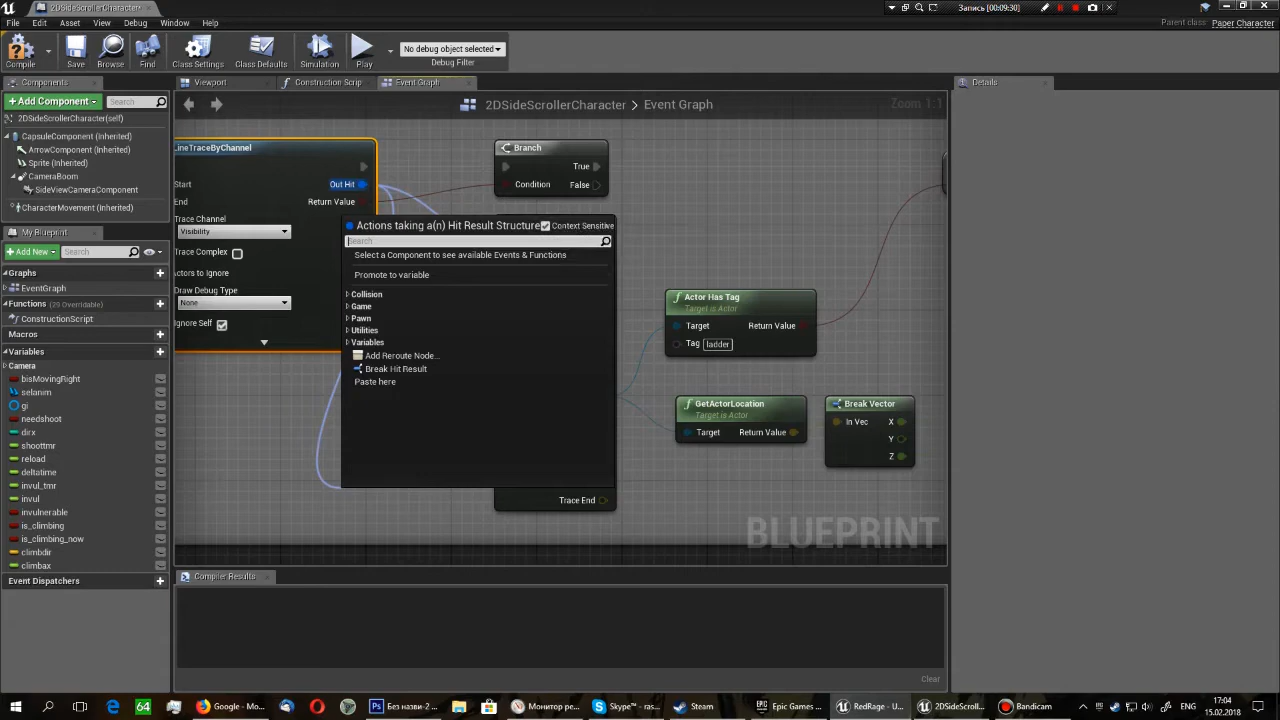 2DSideScrollerCharacter
Запись [00:09:30]
File Edit Asset View Debug Window Help
Parent class: Paper Character
Compile
Save
Browse
Find
Class Settings
Class Defaults
Simulation
Play
No debug object selected
Debug Filter
Components
Add Component
Search
2DSideScrollerCharacter(self)
CapsuleComponent (Inherited)
ArrowComponent (Inherited)
Sprite (Inherited)
CameraBoom (Inherited)
SideViewCameraComponent
CharacterMovement (Inherited)
My Blueprint
Add New
Search
Graphs
EventGraph
Functions (25 Overridable)
ConstructionScript
Macros
Variables
Camera
bisMovingRight
selanim
gi
needshoot
dirx
shoottmr
reload
deltatime
invul_tmr
invul
invulnerable
is_climbing
is_climbing_now
climbdir
climbax
Event Dispatchers
Viewport
Construction Scrip
Event Graph
2DSideScrollerCharacter > Event Graph
Zoom 1:1
LineTraceByChannel
Start
Out Hit
End
Return Value
Trace Channel
Visibility
Trace Complex
Actors to Ignore
Draw Debug Type
None
Ignore Self
Branch
True
Condition
False
Actions taking a(n) Hit Result Structure
Context Sensitive
Search
Select a Component to see available Events & Functions
Promote to variable
Collision
Game
Pawn
Utilities
Variables
Add Reroute Node...
Break Hit Result
Paste here
Trace End
Actor Has Tag
Target is Actor
Target
Return Value
Tag ladder
GetActorLocation
Target is Actor
Target
Return Value
Break Vector
In Vec
X
Y
Z
BLUEPRINT
Compiler Results
Clear
Details
64
Google - Mo...
Без назви-2 ...
Монитор ре...
Skype™ - ras...
Steam
Epic Games ...
RedRage - U...
2DSideScroll...
Bandicam
РУС
17:04
15.02.2018